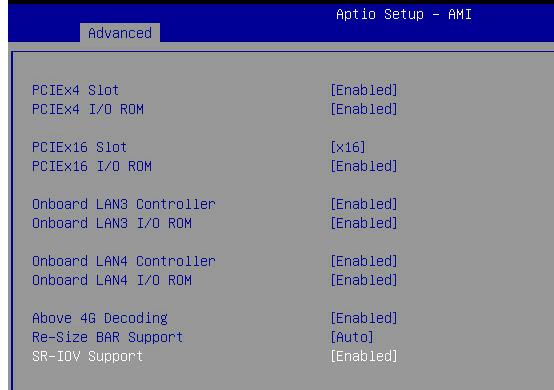 Aptio Setup - AMI
Advanced
PCIEx4 Slot [Enabled]
PCIEx4 I/O ROM [Enabled]
PCIEx16 Slot [x16]
PCIEx16 I/O ROM [Enabled]
Onboard LAN3 Controller [Enabled]
Onboard LAN3 I/O ROM [Enabled]
Onboard LAN4 Controller [Enabled]
Onboard LAN4 I/O ROM [Enabled]
Above 4G Decoding [Enabled]
Re-Size BAR Support [Auto]
SR-IOV Support [Enabled]